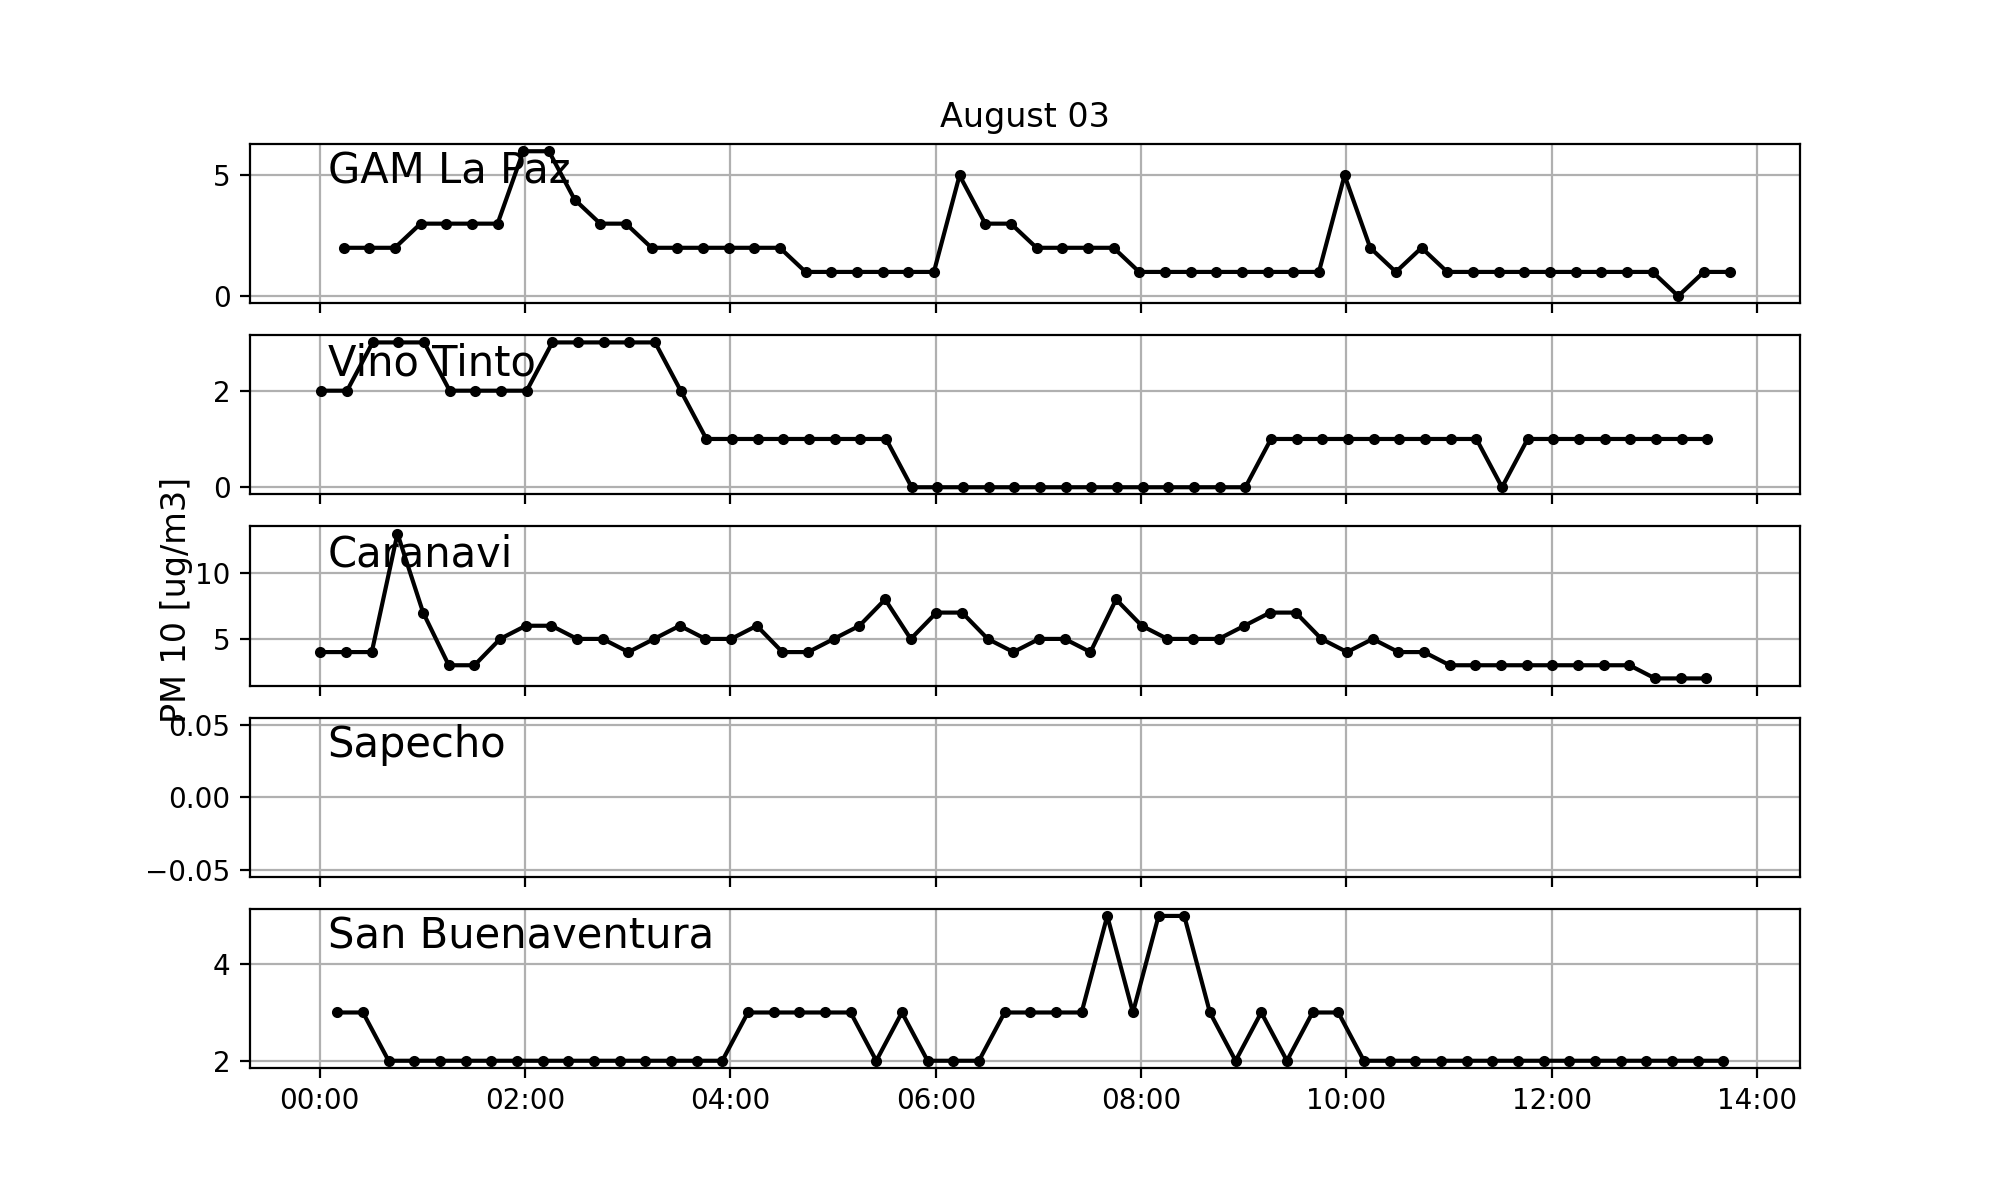 August 03
GAM La Paz
5
0
Vino Tinto
2
0
PM 10 [ug/m3]
Caranavi
10
5
Sapecho
0.05
0.00
−0.05
San Buenaventura
4
2
00:00 02:00 04:00 06:00 08:00 10:00 12:00 14:00